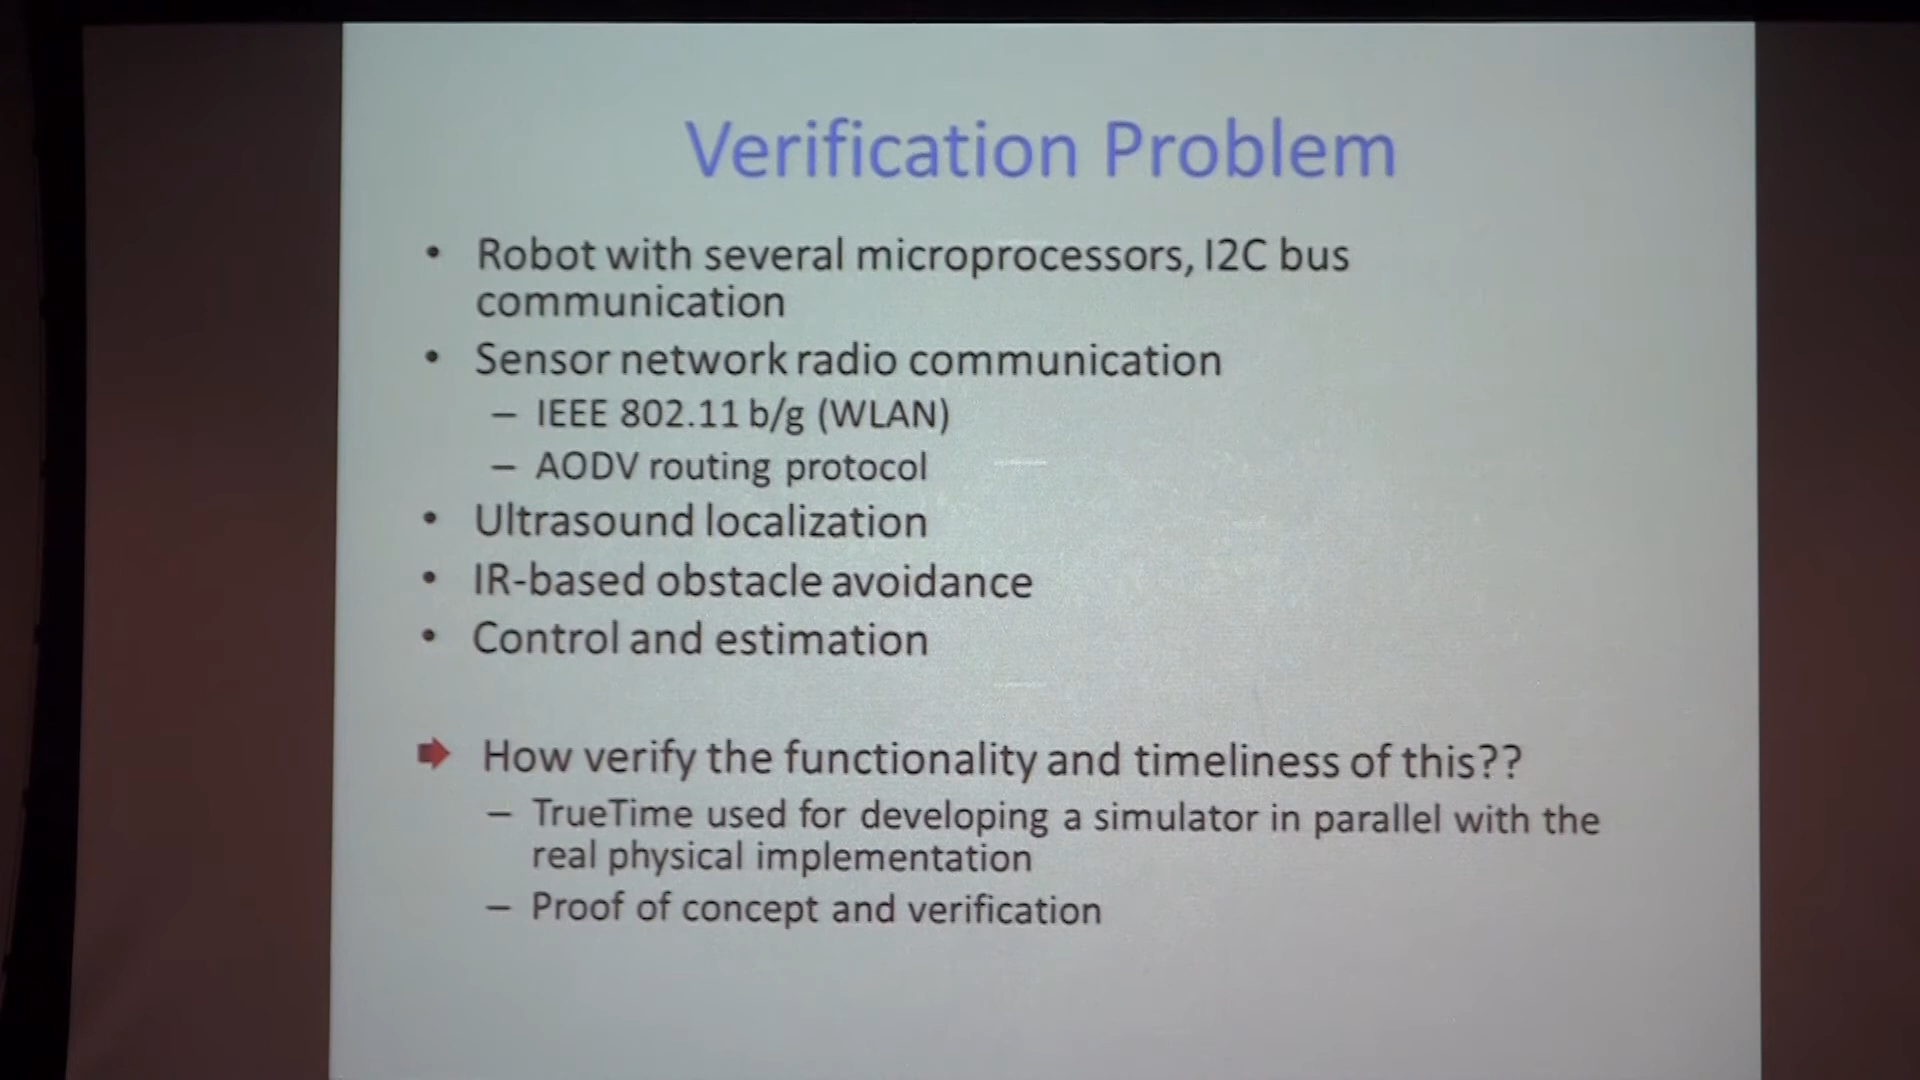 Verification Problem
• Robot with several microprocessors, I2C bus
communication
• Sensor network radio communication
– IEEE 802.11 b/g (WLAN)
– AODV routing protocol
• Ultrasound localization
• IR-based obstacle avoidance
• Control and estimation
How verify the functionality and timeliness of this??
– TrueTime used for developing a simulator in parallel with the
real physical implementation
– Proof of concept and verification